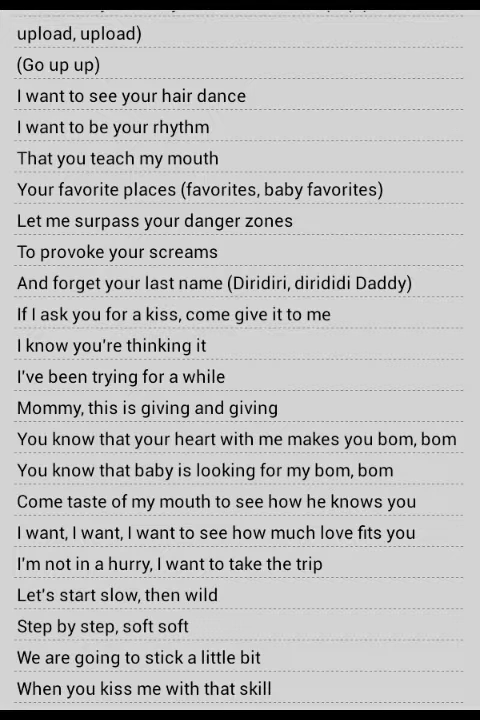 upload, upload)
(Go up up)
I want to see your hair dance
I want to be your rhythm
That you teach my mouth
Your favorite places (favorites, baby favorites)
Let me surpass your danger zones
To provoke your screams
And forget your last name (Diridiri, dirididi Daddy)
If I ask you for a kiss, come give it to me
I know you're thinking it
I've been trying for a while
Mommy, this is giving and giving
You know that your heart with me makes you bom, bom
You know that baby is looking for my bom, bom
Come taste of my mouth to see how he knows you
I want, I want, I want to see how much love fits you
I'm not in a hurry, I want to take the trip
Let's start slow, then wild
Step by step, soft soft
We are going to stick a little bit
When you kiss me with that skill